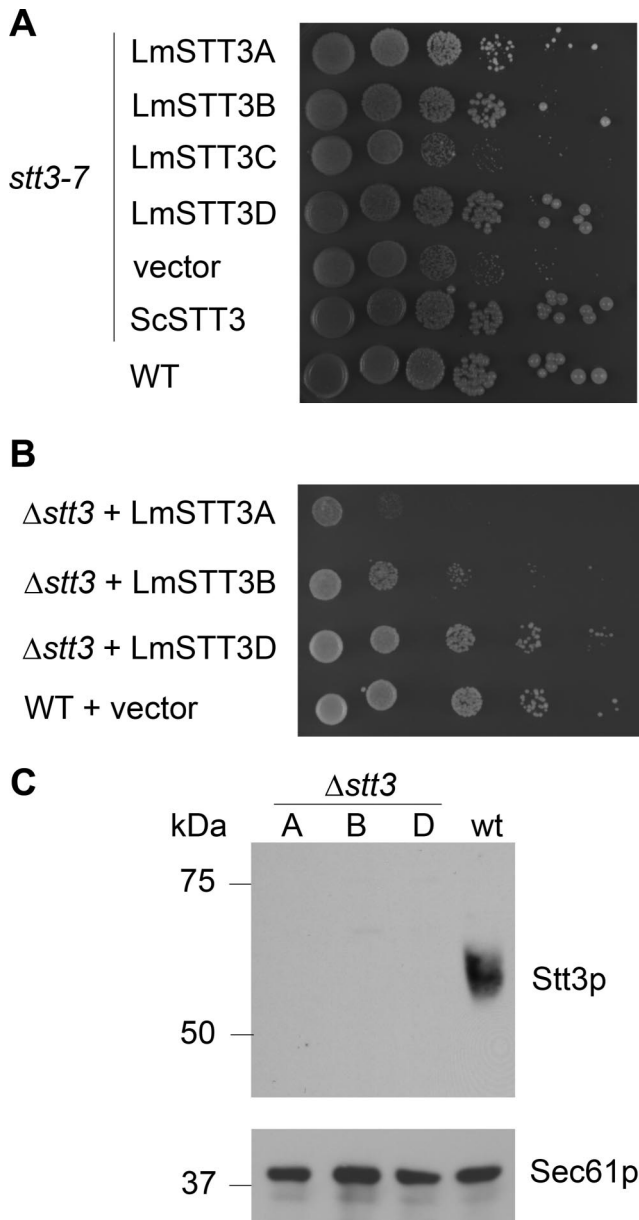 A
LmSTT3A
LmSTT3B
LmSTT3C
stt3-7
LmSTT3D
vector
ScSTT3
WT
B
Δstt3 + LmSTT3A
Δstt3 + LmSTT3B
Δstt3 + LmSTT3D
WT + vector
C
Δstt3
kDa A B D wt
75
Stt3p
50
Sec61p
37